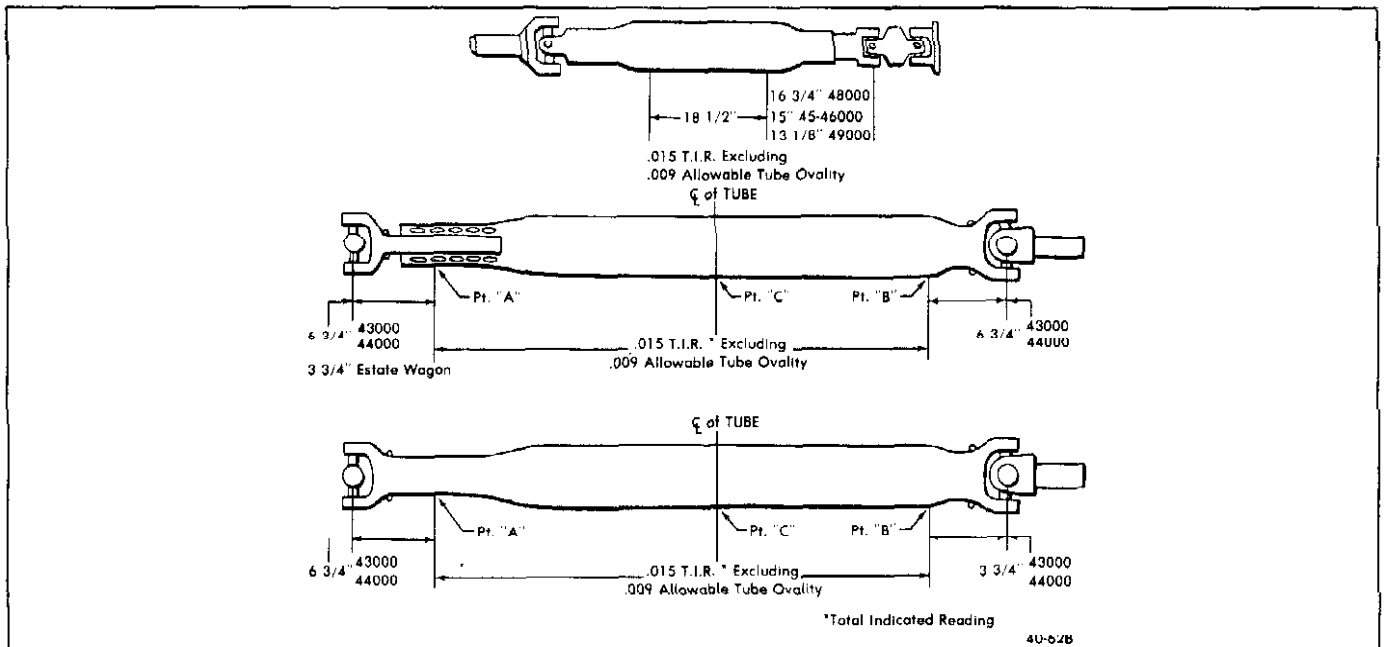 16 3/4" 48000
18 1/2" 15" 45-46000
13 1/8" 49000
.015 T.I.R. Excluding
.009 Allowable Tube Ovality
℄ of TUBE
Pt. "A" Pt. "C" Pt. "B"
6 3/4" 43000
44000
6 3/4" 43000
44000
.015 T.I.R. * Excluding
.009 Allowable Tube Ovality
3 3/4" Estate Wagon
℄ of TUBE
Pt. "A" Pt. "C" Pt. "B"
6 3/4" 43000
44000
3 3/4" 43000
44000
.015 T.I.R. * Excluding
.009 Allowable Tube Ovality
*Total Indicated Reading
40-62B